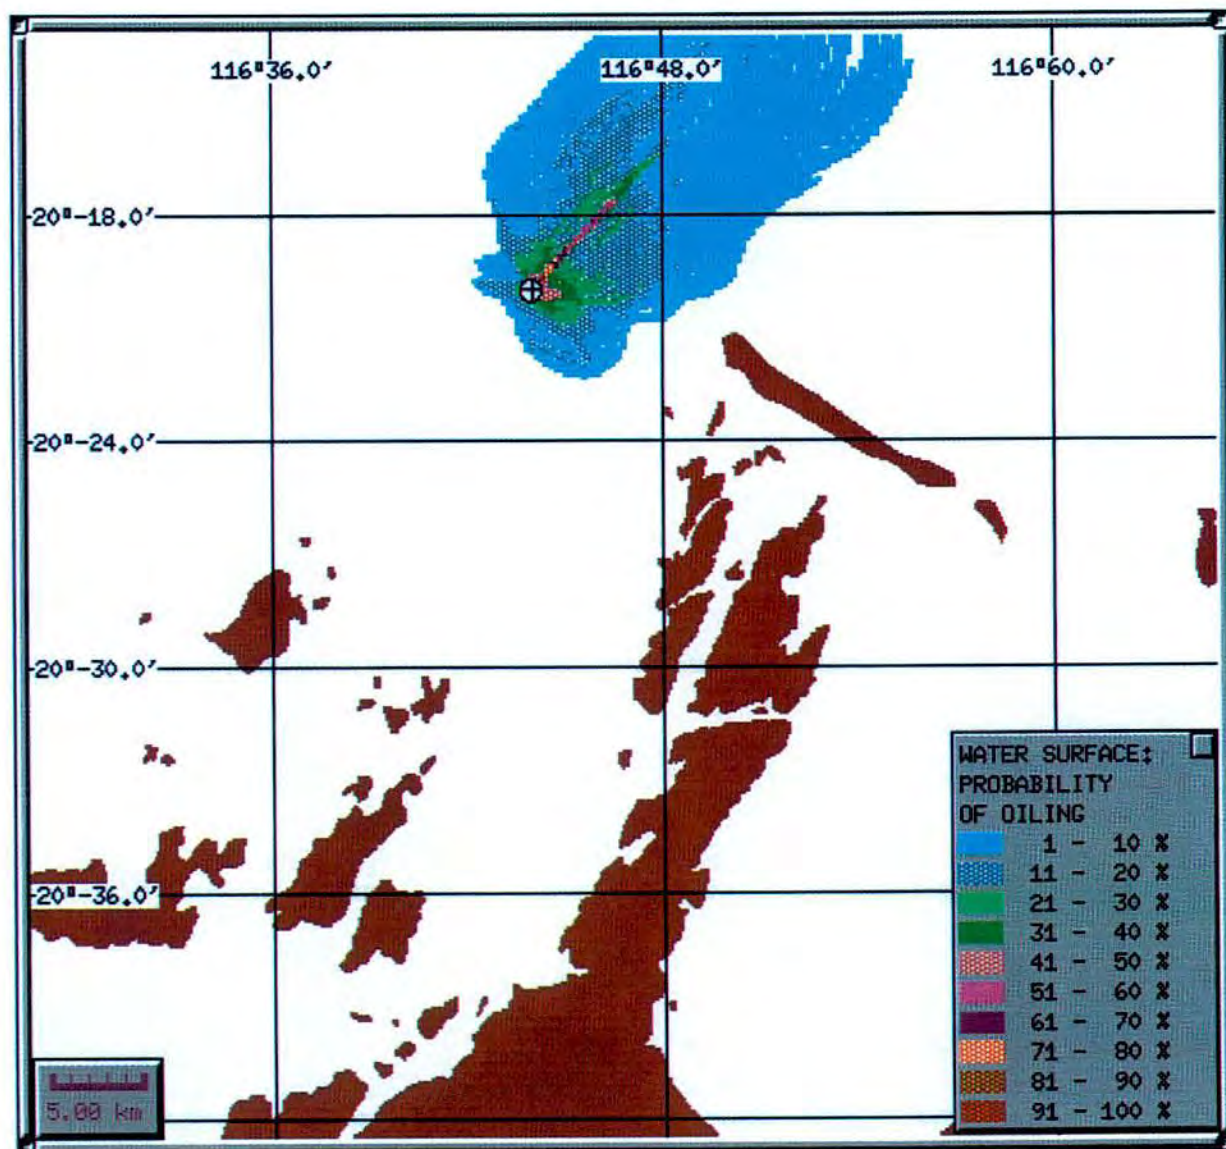 116°36.0'
116°48.0'
116°60.0'
20°-18.0'
20°-24.0'
20°-30.0'
20°-36.0'
WATER SURFACE:
PROBABILITY
OF OILING
1 - 10 %
11 - 20 %
21 - 30 %
31 - 40 %
41 - 50 %
51 - 60 %
61 - 70 %
71 - 80 %
81 - 90 %
91 - 100 %
5.00 km